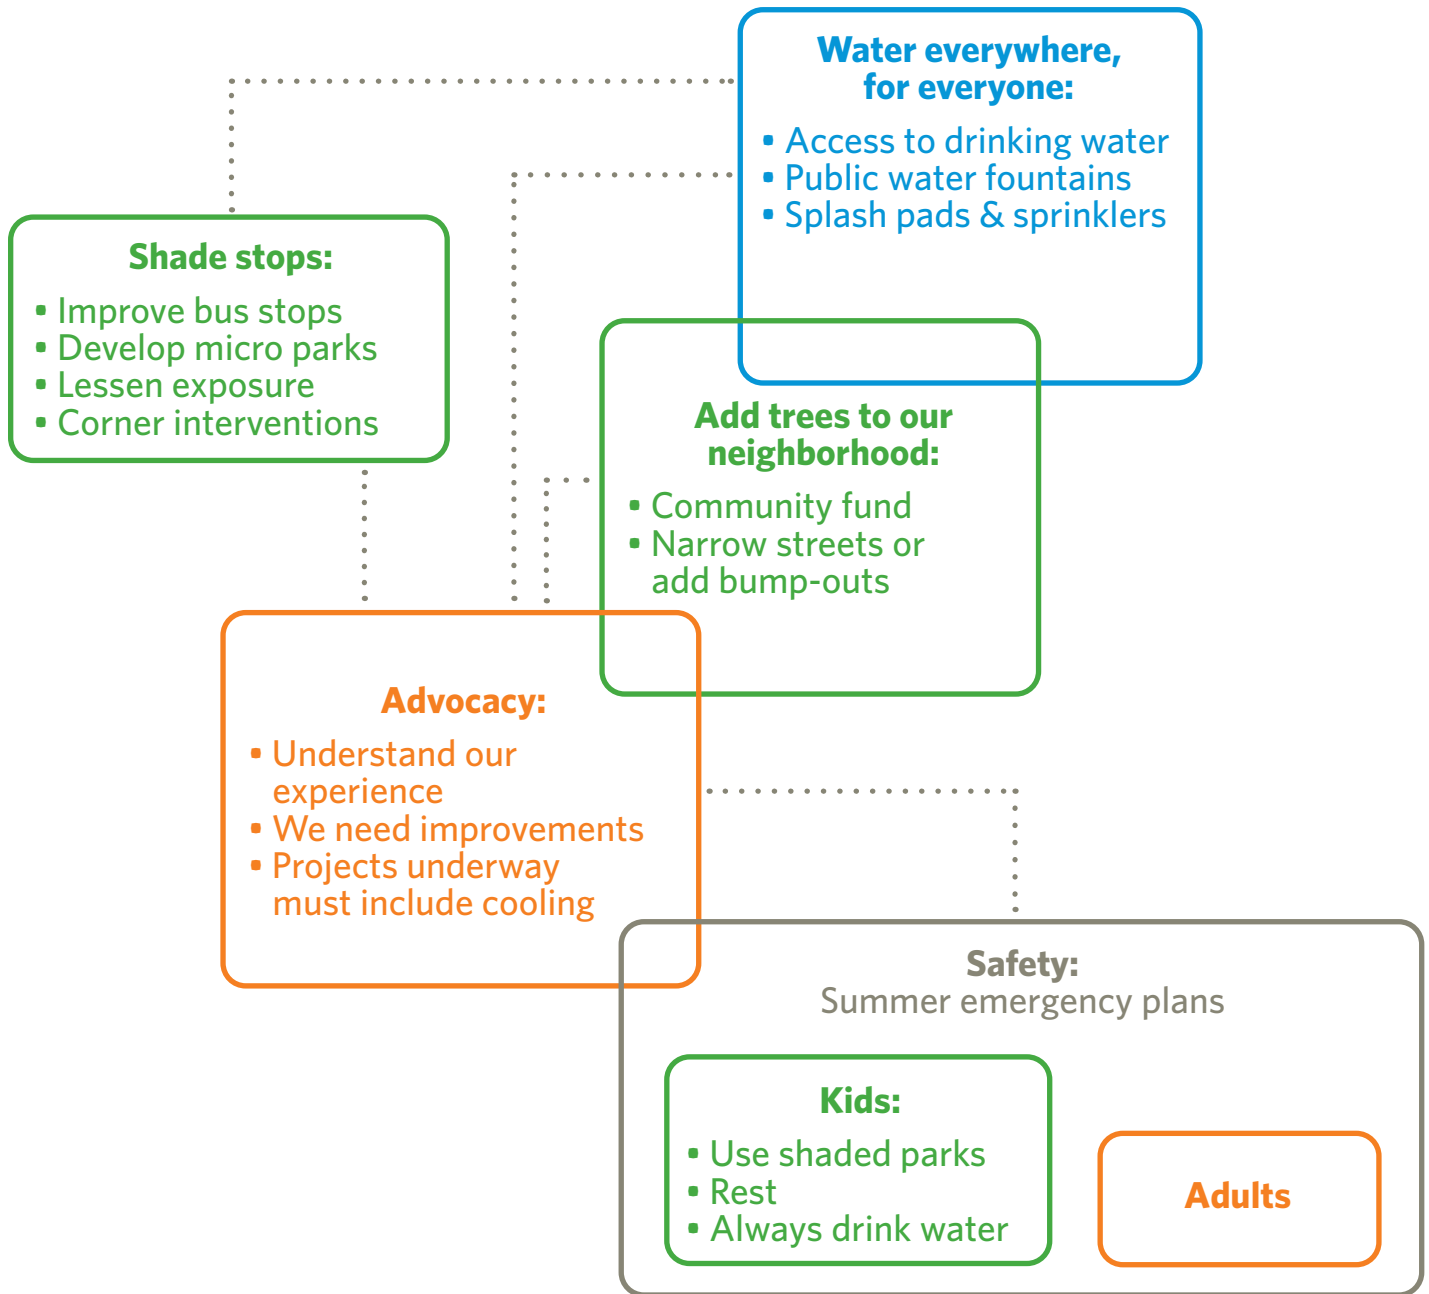 Water everywhere,
for everyone:
▪ Access to drinking water
▪ Public water fountains
▪ Splash pads & sprinklers
Shade stops:
▪ Improve bus stops
▪ Develop micro parks
▪ Lessen exposure
▪ Corner interventions
Add trees to our
neighborhood:
▪ Community fund
▪ Narrow streets or
add bump-outs
Advocacy:
▪ Understand our
experience
▪ We need improvements
▪ Projects underway
must include cooling
Safety:
Summer emergency plans
Kids:
▪ Use shaded parks
▪ Rest
▪ Always drink water
Adults